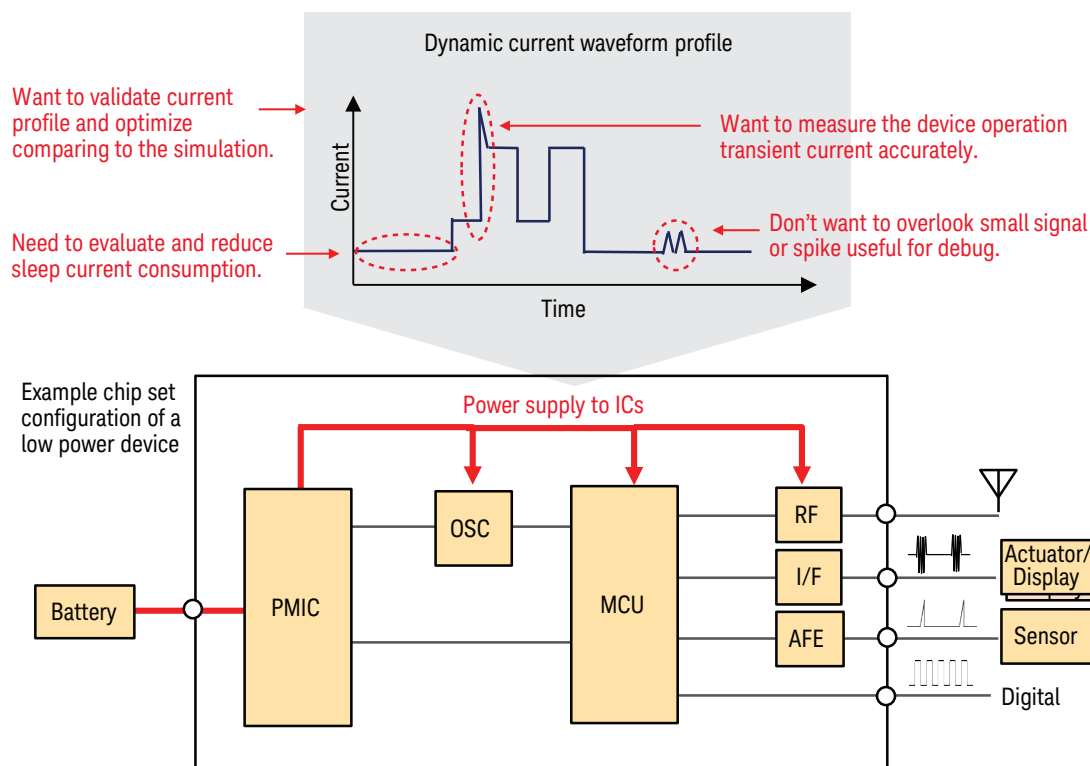 Dynamic current waveform profile
Want to validate current
profile and optimize
comparing to the simulation.
Want to measure the device operation
transient current accurately.
Current
Need to evaluate and reduce
sleep current consumption.
Don't want to overlook small signal
or spike useful for debug.
Time
Example chip set
configuration of a
low power device
Power supply to ICs
OSC
RF
Actuator/
Display
I/F
Battery
PMIC
MCU
AFE
Sensor
Digital